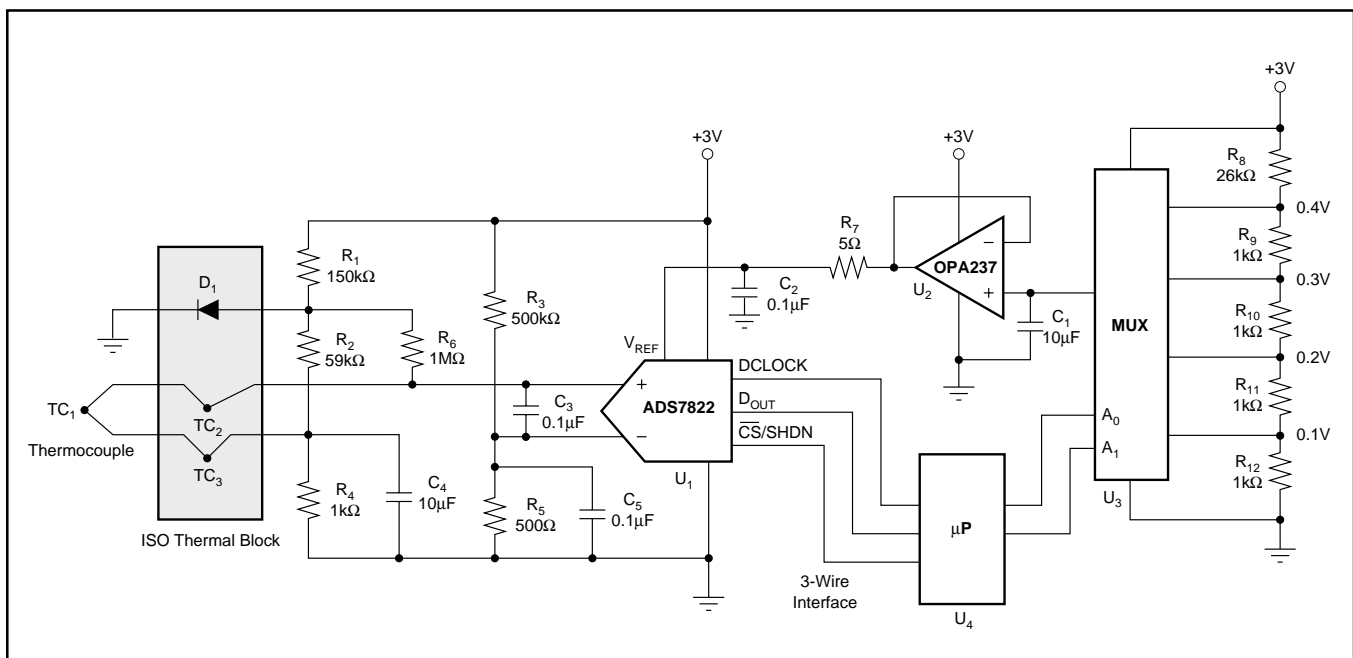 +3V
+3V
+3V
R8
26kΩ
0.4V
R1
150kΩ
R7
5Ω
R9
1kΩ
D1
C2
0.1µF
OPA237
U2
−
+
C1
10µF
0.3V
MUX
R3
500kΩ
R10
1kΩ
R2
59kΩ
R6
1MΩ
VREF
0.2V
DCLOCK
TC1
Thermocouple
TC2
TC3
C3
0.1µF
+
−
ADS7822
DOUT
CS/SHDN
U1
R11
1kΩ
A0
A1
0.1V
R4
1kΩ
C4
10µF
R5
500Ω
C5
0.1µF
R12
1kΩ
U3
ISO Thermal Block
µP
3-Wire
Interface
U4